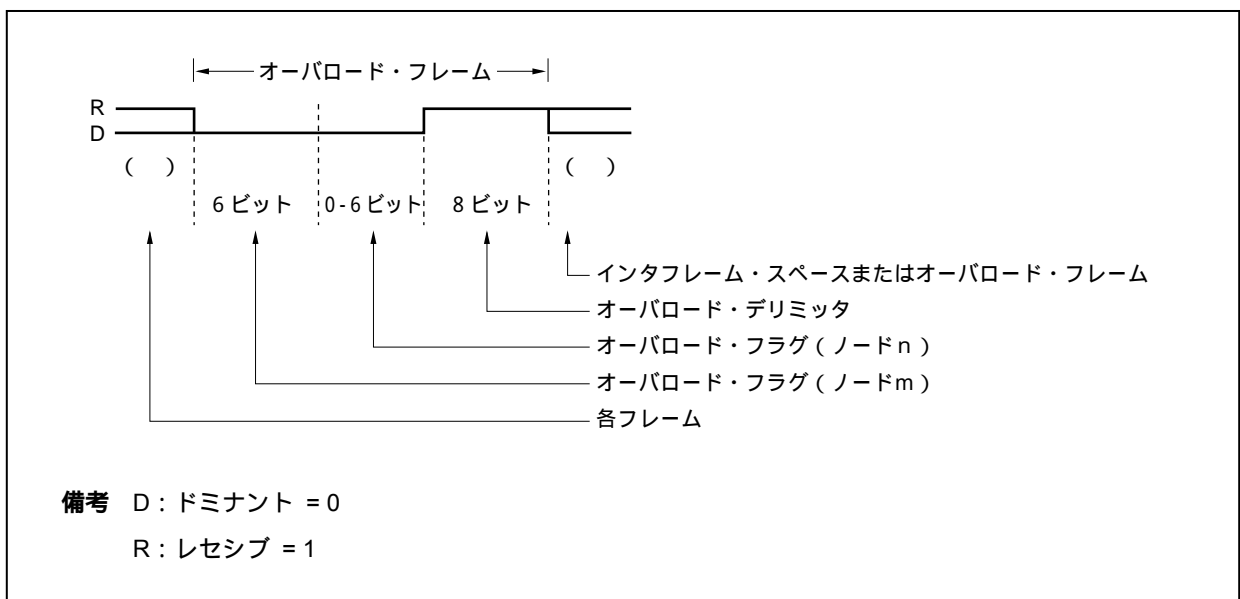 オーバロード・フレーム
R
D
(　)
(　)
6 ビット
0 - 6 ビット
8 ビット
インタフレーム・スペースまたはオーバロード・フレーム
オーバロード・デリミッタ
オーバロード・フラグ（ノードn）
オーバロード・フラグ（ノードm）
各フレーム
備考　D：ドミナント = 0
R：レセシブ = 1